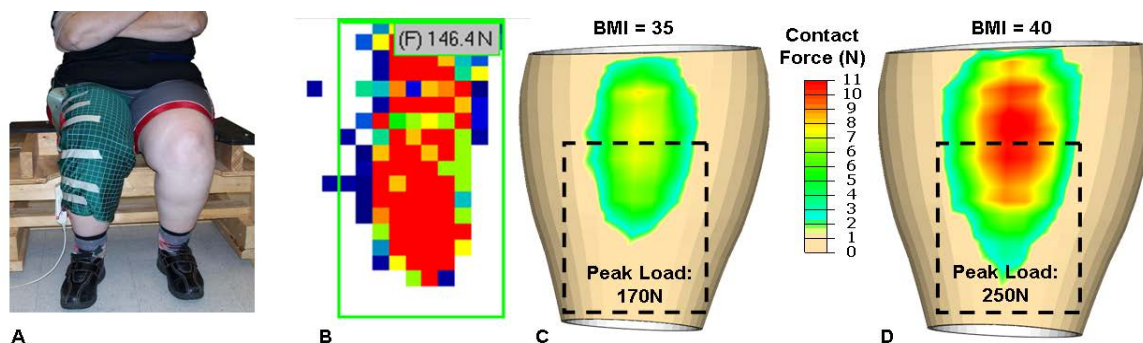 (F) 146.4N
BMI = 35
Contact
Force (N)
11
10
9
8
7
6
5
4
3
2
1
0
BMI = 40
Peak Load:
170N
Peak Load:
250N
A
B
C
D